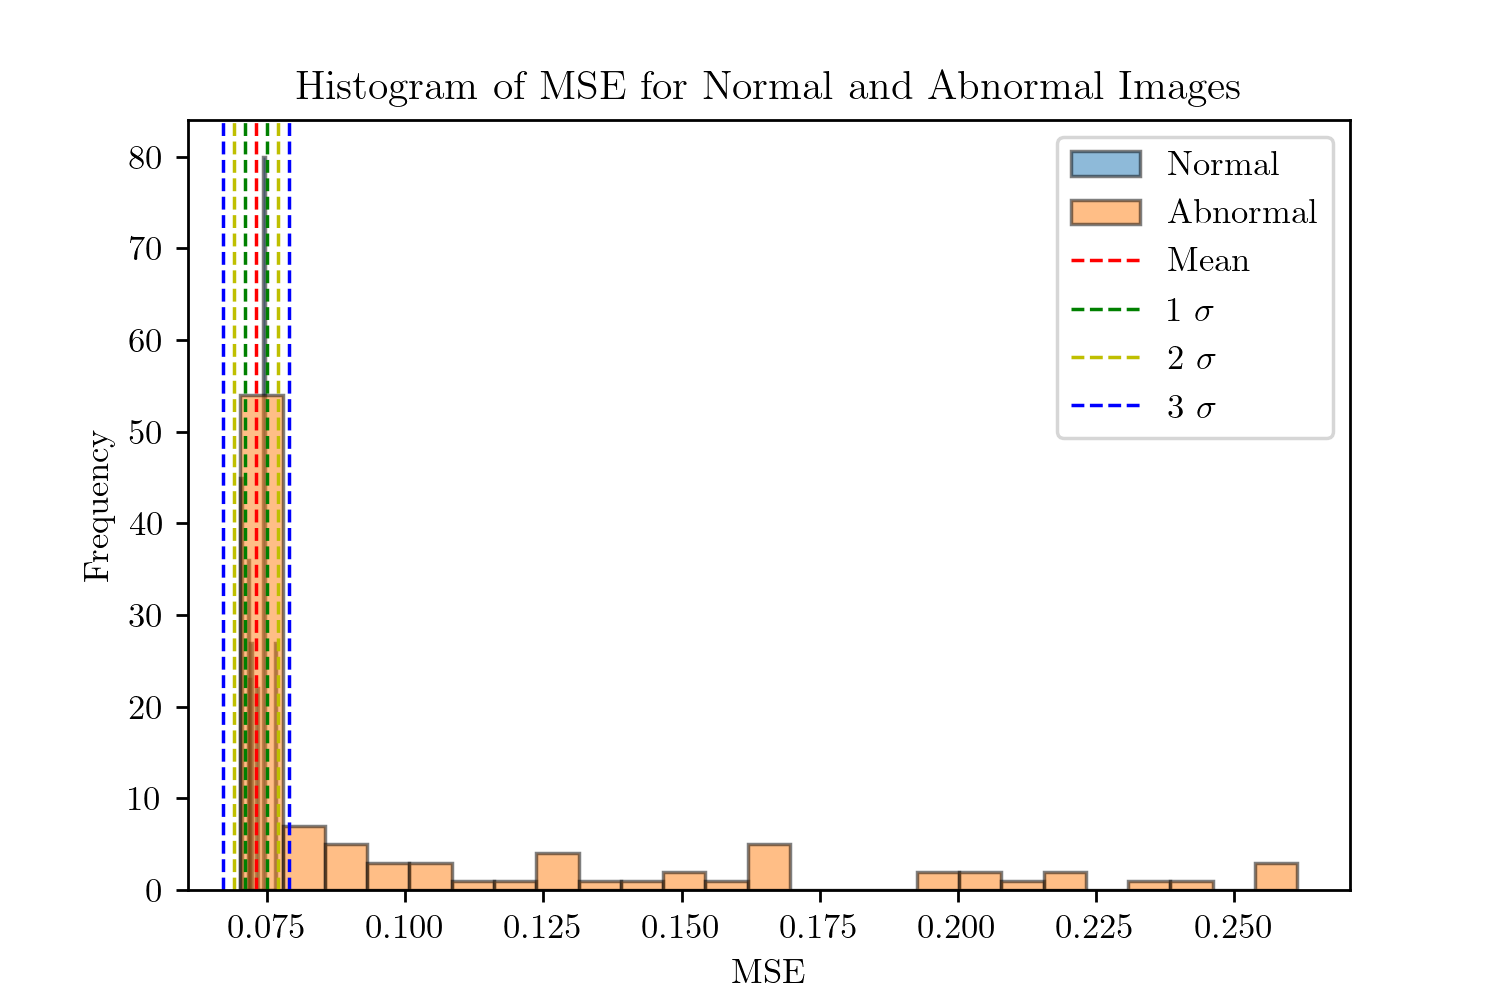 Histogram of MSE for Normal and Abnormal Images
Normal
Abnormal
Mean
1 σ
2 σ
3 σ
Frequency
80
70
60
50
40
30
20
10
0
0.075 0.100 0.125 0.150 0.175 0.200 0.225 0.250
MSE